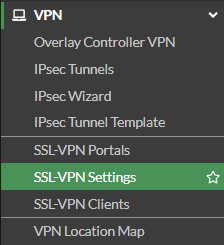 VPN
Overlay Controller VPN
IPsec Tunnels
IPsec Wizard
IPsec Tunnel Template
SSL-VPN Portals
SSL-VPN Settings
SSL-VPN Clients
VPN Location Map